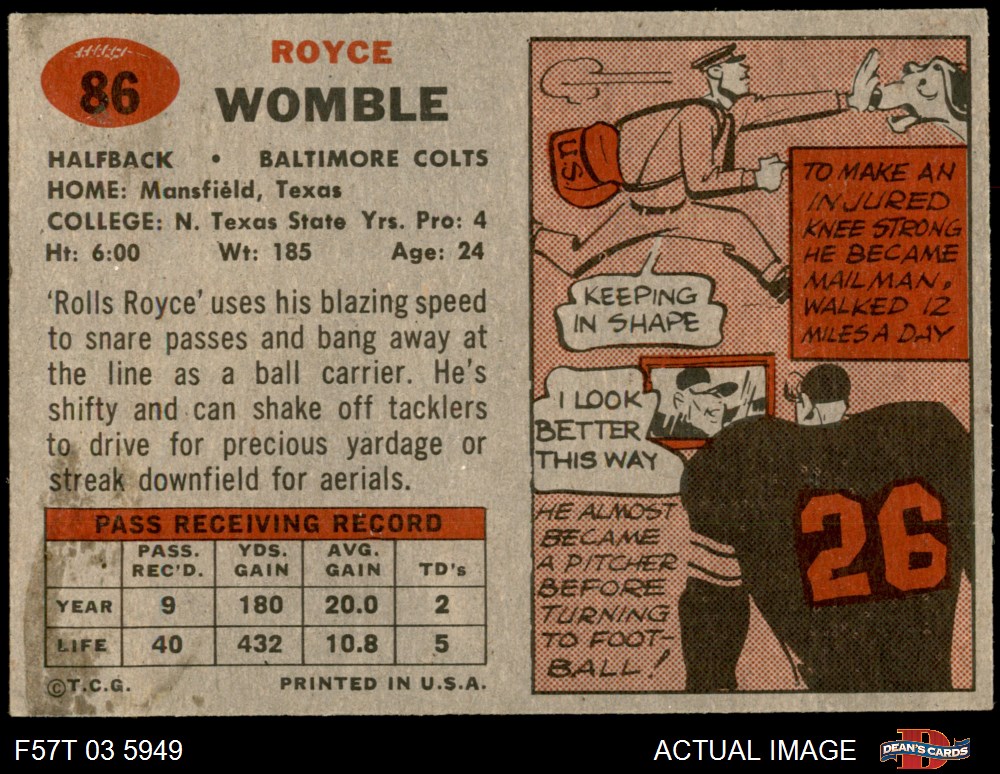 86
ROYCE
WOMBLE
HALFBACK • BALTIMORE COLTS
HOME: Mansfield, Texas
COLLEGE: N. Texas State Yrs. Pro: 4
Ht: 6:00 Wt: 185 Age: 24
'Rolls Royce' uses his blazing speed
to snare passes and bang away at
the line as a ball carrier. He's
shifty and can shake off tacklers
to drive for precious yardage or
streak downfield for aerials.
PASS RECEIVING RECORD
PASS. REC'D. YDS. GAIN AVG. GAIN TD's
YEAR 9 180 20.0 2
LIFE 40 432 10.8 5
©T.C.G. PRINTED IN U.S.A.
U.S.
TO MAKE AN
INJURED
KNEE STRONG
HE BECAME
MAILMAN.
WALKED 12
MILES A DAY
KEEPING
IN SHAPE
I LOOK
BETTER
THIS WAY
HE ALMOST
BECAME
A PITCHER
BEFORE
TURNING
TO FOOT-
BALL!
26
F57T 03 5949
ACTUAL IMAGE
D
DEAN'S CARDS